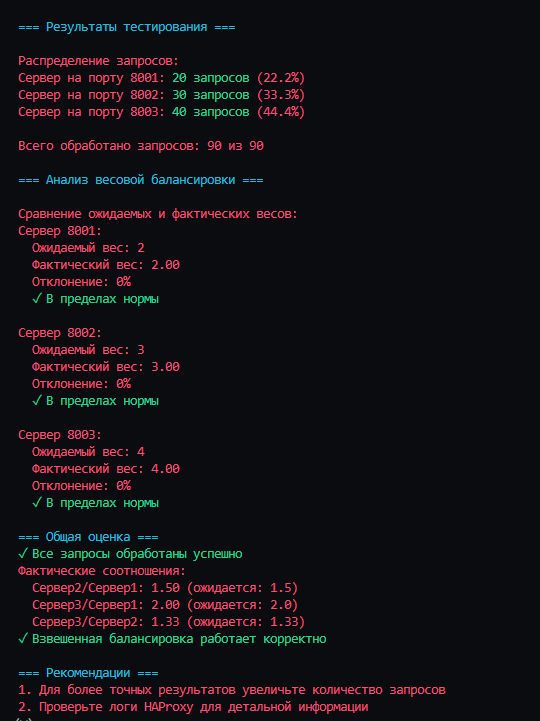 === Результаты тестирования ===
Распределение запросов:
Сервер на порту 8001: 20 запросов (22.2%)
Сервер на порту 8002: 30 запросов (33.3%)
Сервер на порту 8003: 40 запросов (44.4%)
Всего обработано запросов: 90 из 90
=== Анализ весовой балансировки ===
Сравнение ожидаемых и фактических весов:
Сервер 8001:
Ожидаемый вес: 2
Фактический вес: 2.00
Отклонение: 0%
✓ В пределах нормы
Сервер 8002:
Ожидаемый вес: 3
Фактический вес: 3.00
Отклонение: 0%
✓ В пределах нормы
Сервер 8003:
Ожидаемый вес: 4
Фактический вес: 4.00
Отклонение: 0%
✓ В пределах нормы
=== Общая оценка ===
✓ Все запросы обработаны успешно
Фактические соотношения:
Сервер2/Сервер1: 1.50 (ожидается: 1.5)
Сервер3/Сервер1: 2.00 (ожидается: 2.0)
Сервер3/Сервер2: 1.33 (ожидается: 1.33)
✓ Взвешенная балансировка работает корректно
=== Рекомендации ===
1. Для более точных результатов увеличьте количество запросов
2. Проверьте логи HAProxy для детальной информации